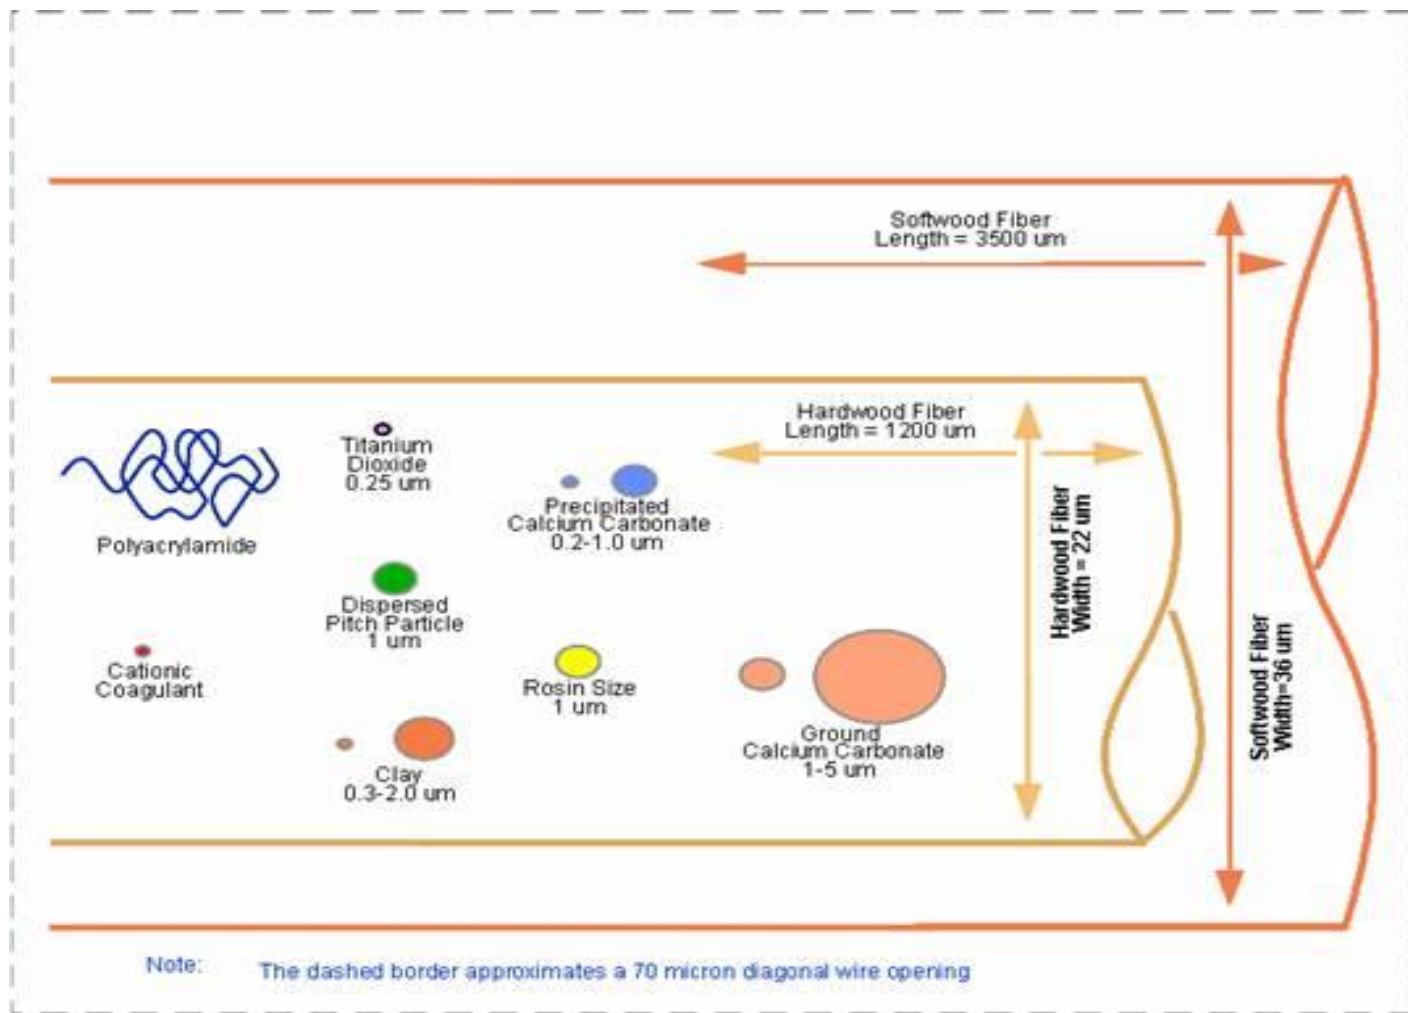 Softwood Fiber
Length = 3500 um
Hardwood Fiber
Length = 1200 um
Titanium
Dioxide
0.25 um
Precipitated
Calcium Carbonate
0.2-1.0 um
Polyacrylamide
Hardwood Fiber
Width = 22 um
Dispersed
Pitch Particle
1 um
Cationic
Coagulant
Rosin Size
1 um
Softwood Fiber
Width=36 um
Ground
Calcium Carbonate
1-5 um
Clay
0.3-2.0 um
Note: The dashed border approximates a 70 micron diagonal wire opening